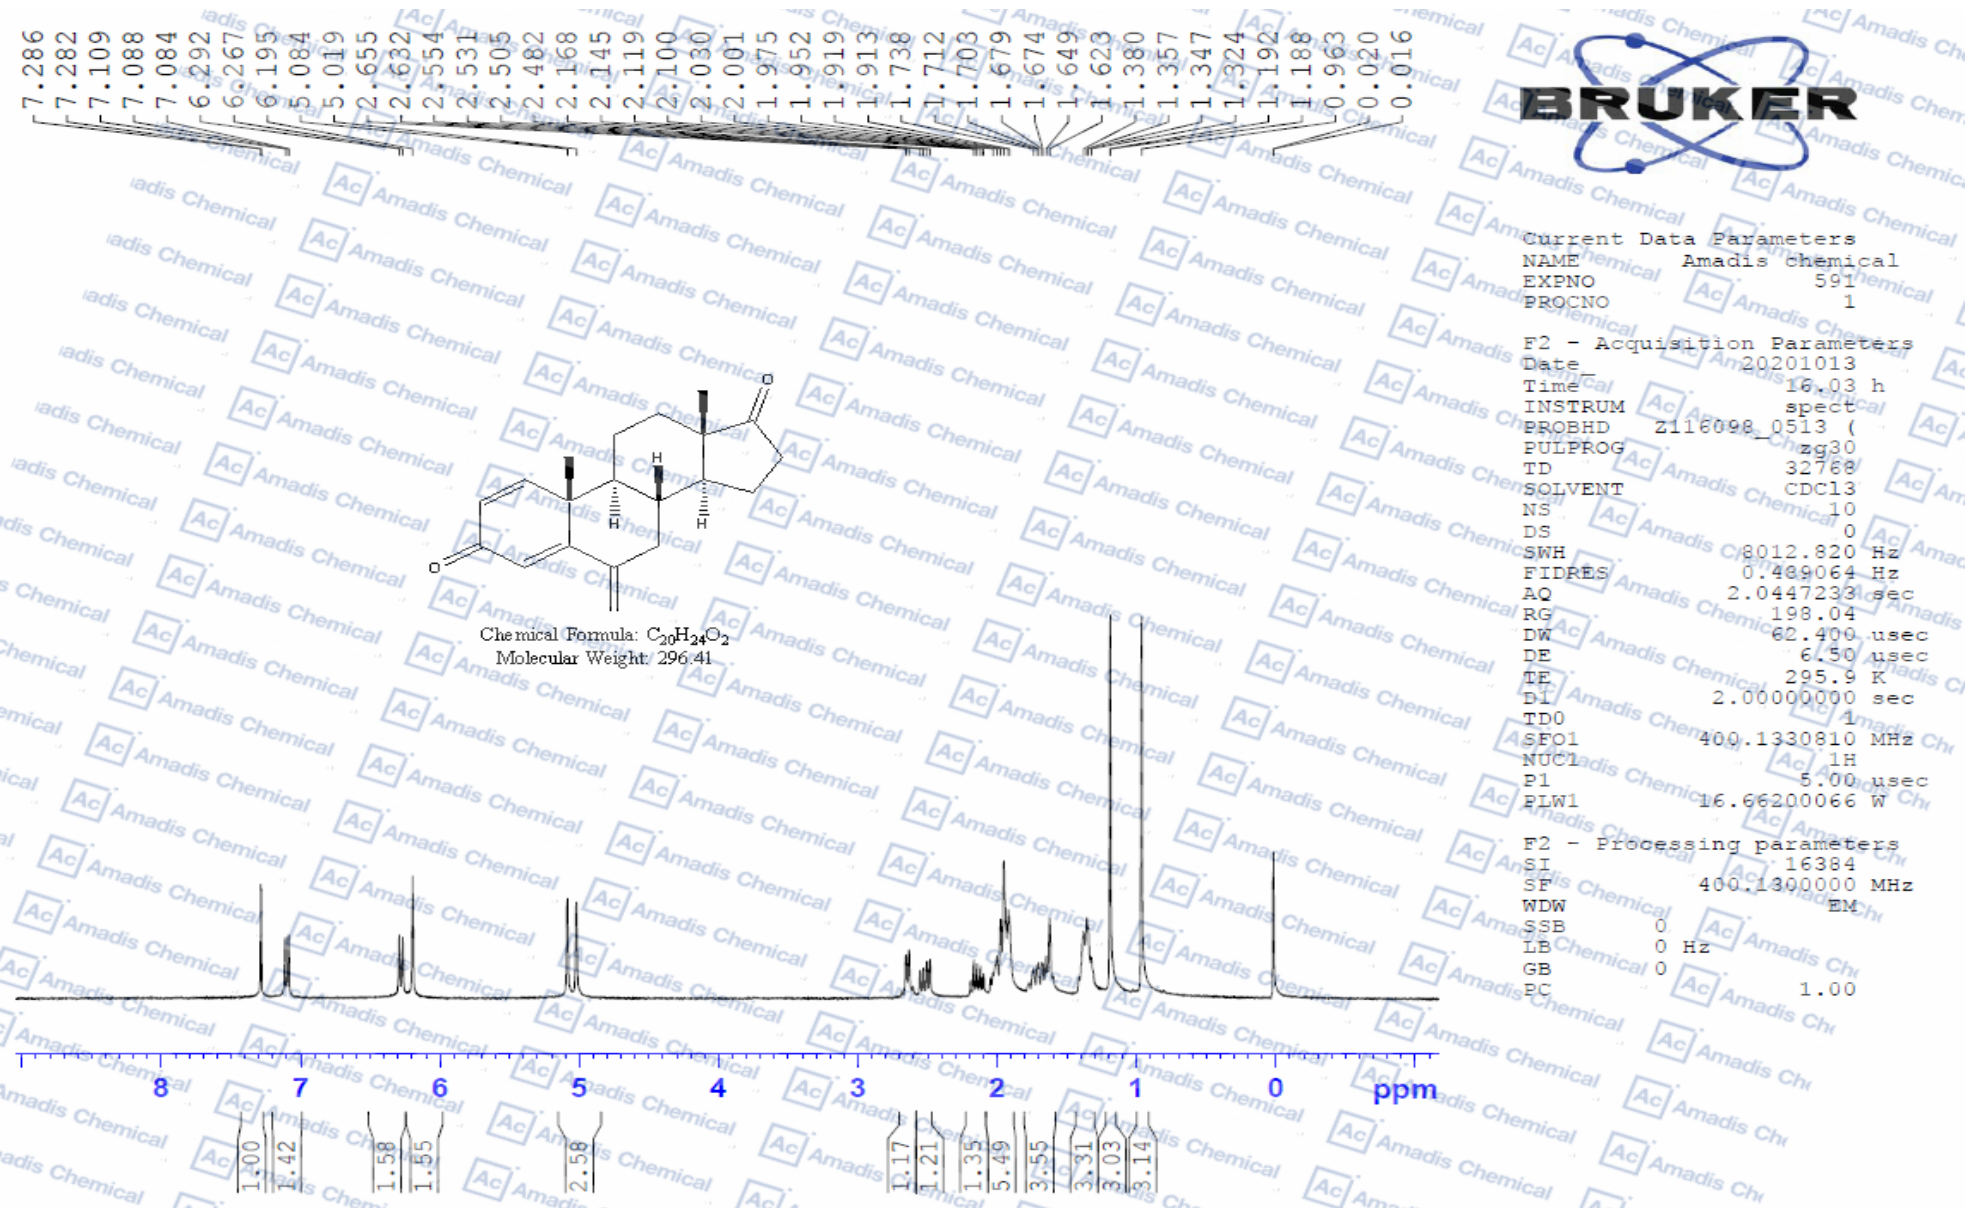 7.286
7.282
7.109
7.088
7.084
6.292
6.267
6.195
5.084
5.019
2.655
2.632
2.554
2.531
2.505
2.482
2.168
2.145
2.119
2.100
2.030
2.001
1.975
1.952
1.919
1.913
1.738
1.712
1.703
1.679
1.674
1.649
1.623
1.380
1.357
1.347
1.324
1.192
1.188
0.963
0.020
0.016
BRUKER
Current Data Parameters
NAME Amadis chemical
EXPNO 591
PROCNO 1
F2 - Acquisition Parameters
Date_ 20201013
Time 16.03 h
INSTRUM spect
PROBHD Z116098_0513 (
PULPROG zg30
TD 32768
SOLVENT CDCl3
NS 10
DS 0
SWH 8012.820 Hz
FIDRES 0.489064 Hz
AQ 2.0447233 sec
RG 198.04
DW 62.400 usec
DE 6.50 usec
TE 295.9 K
D1 2.00000000 sec
TD0 1
SFO1 400.1330810 MHz
NUC1 1H
P1 5.00 usec
PLW1 16.66200066 W
F2 - Processing parameters
SI 16384
SF 400.1300000 MHz
WDW EM
SSB 0
LB 0 Hz
GB 0
PC 1.00
O
H
H
H
O
Chemical Formula: C20H24O2
Molecular Weight: 296.41
8 7 6 5 4 3 2 1 0 ppm
1.00
1.42
1.58
1.55
2.58
1.17
1.21
1.35
5.49
3.55
3.31
3.03
3.14
Ac Amadis Chemical